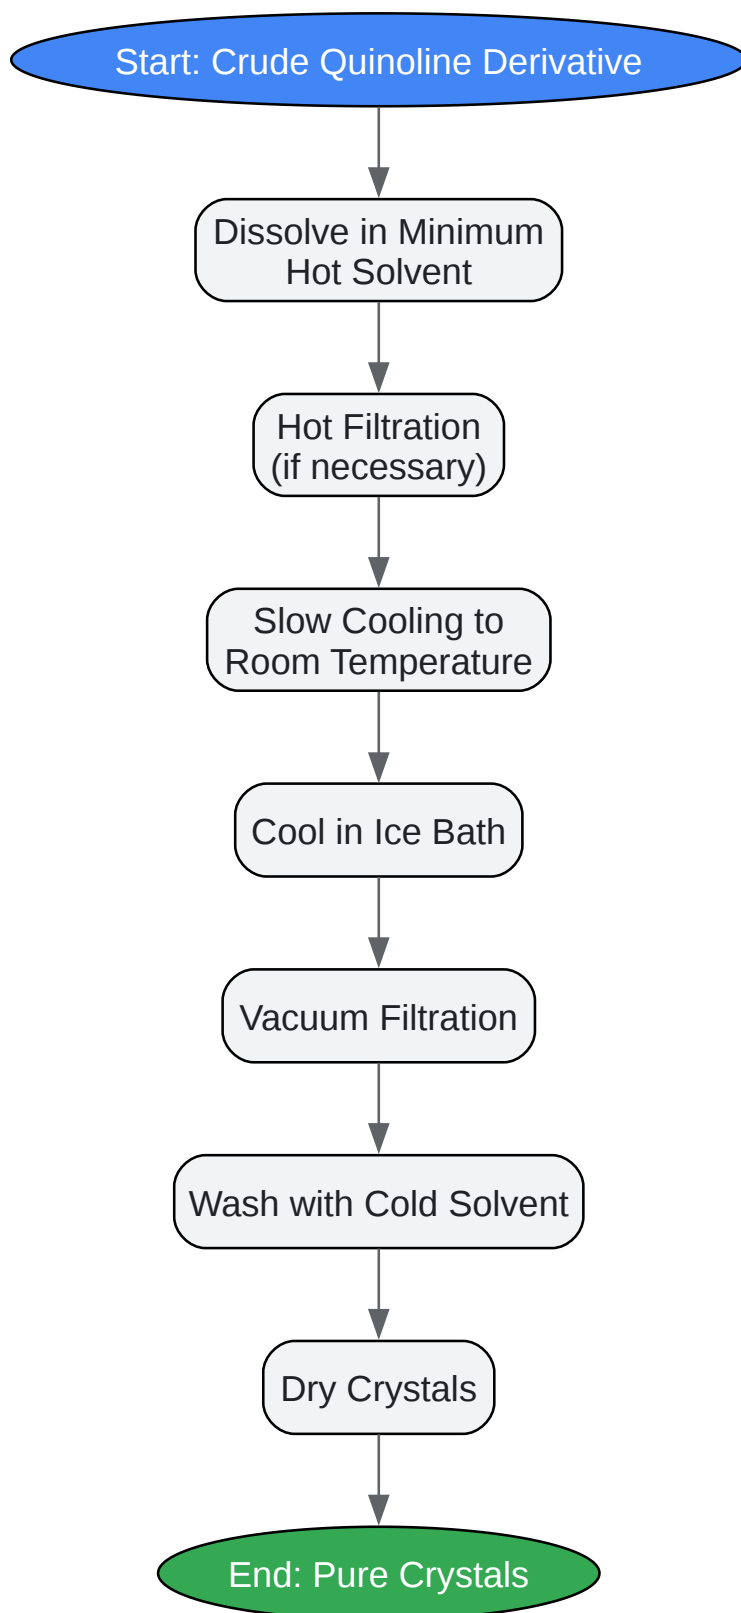 Start: Crude Quinoline Derivative
Dissolve in Minimum
Hot Solvent
Hot Filtration
(if necessary)
Slow Cooling to
Room Temperature
Cool in Ice Bath
Vacuum Filtration
Wash with Cold Solvent
Dry Crystals
End: Pure Crystals